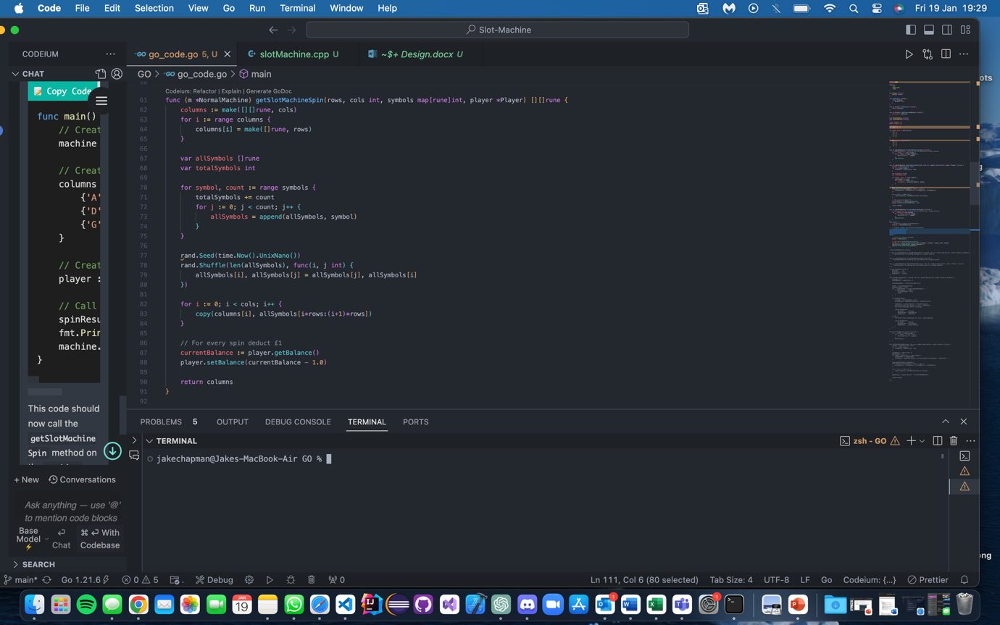 Code File Edit Selection View Go Run Terminal Window Help Fri 19 Jan 19:29
Slot-Machine
CODEIUM
go_code.go 5, U
slotMachine.cpp U
~$+ Design.docx U
CHAT
GO > go_code.go > main
Copy Code
func main()
// Creat
machine
// Creat
columns
{'A'
{'D'
{'G'
}
// Creat
player :
// Call
spinResu
fmt.Prin
machine.
}
This code should
now call the
getSlotMachine
Spin method on
+ New Conversations
Ask anything — use '@'
to mention code blocks
Base
Model
Chat
⌘ ⏎ With
Codebase
SEARCH
Codeium: Refactor | Explain | Generate GoDoc
61 func (m *NormalMachine) getSlotMachineSpin(rows, cols int, symbols map[rune]int, player *Player) [][]rune {
62 columns := make([][]rune, cols)
63 for i := range columns {
64 columns[i] = make([]rune, rows)
65 }
66
67 var allSymbols []rune
68 var totalSymbols int
69
70 for symbol, count := range symbols {
71 totalSymbols += count
72 for j := 0; j < count; j++ {
73 allSymbols = append(allSymbols, symbol)
74 }
75 }
76
77 rand.Seed(time.Now().UnixNano())
78 rand.Shuffle(len(allSymbols), func(i, j int) {
79 allSymbols[i], allSymbols[j] = allSymbols[j], allSymbols[i]
80 })
81
82 for i := 0; i < cols; i++ {
83 copy(columns[i], allSymbols[i*rows:(i+1)*rows])
84 }
85
86 // For every spin deduct £1
87 currentBalance := player.getBalance()
88 player.setBalance(currentBalance - 1.0)
89
90 return columns
91 }
92
PROBLEMS 5 OUTPUT DEBUG CONSOLE TERMINAL PORTS
TERMINAL
zsh - GO
jakechapman@Jakes-MacBook-Air GO %
main* Go 1.21.6 0 5 Debug 0 Ln 111, Col 6 (80 selected) Tab Size: 4 UTF-8 LF Go Codeium: {...} Prettier
ots
ong
JAN
19
1
1